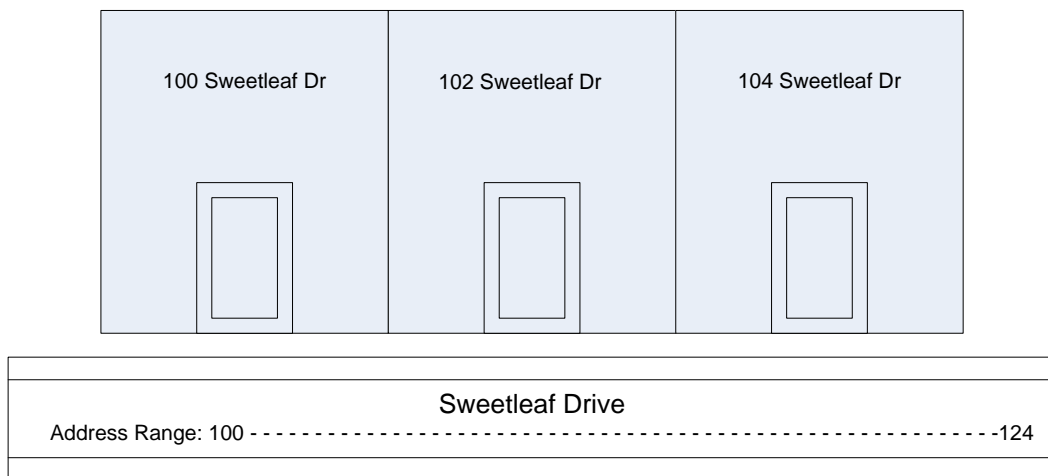 100 Sweetleaf Dr
102 Sweetleaf Dr
104 Sweetleaf Dr
Sweetleaf Drive
Address Range: 100 - - - - - - - - - - - - - - - - - - - - - - - - - - - - - - - - - - - - - - - - - - - - - - - - - - - - - - - - - - - - - - - -124